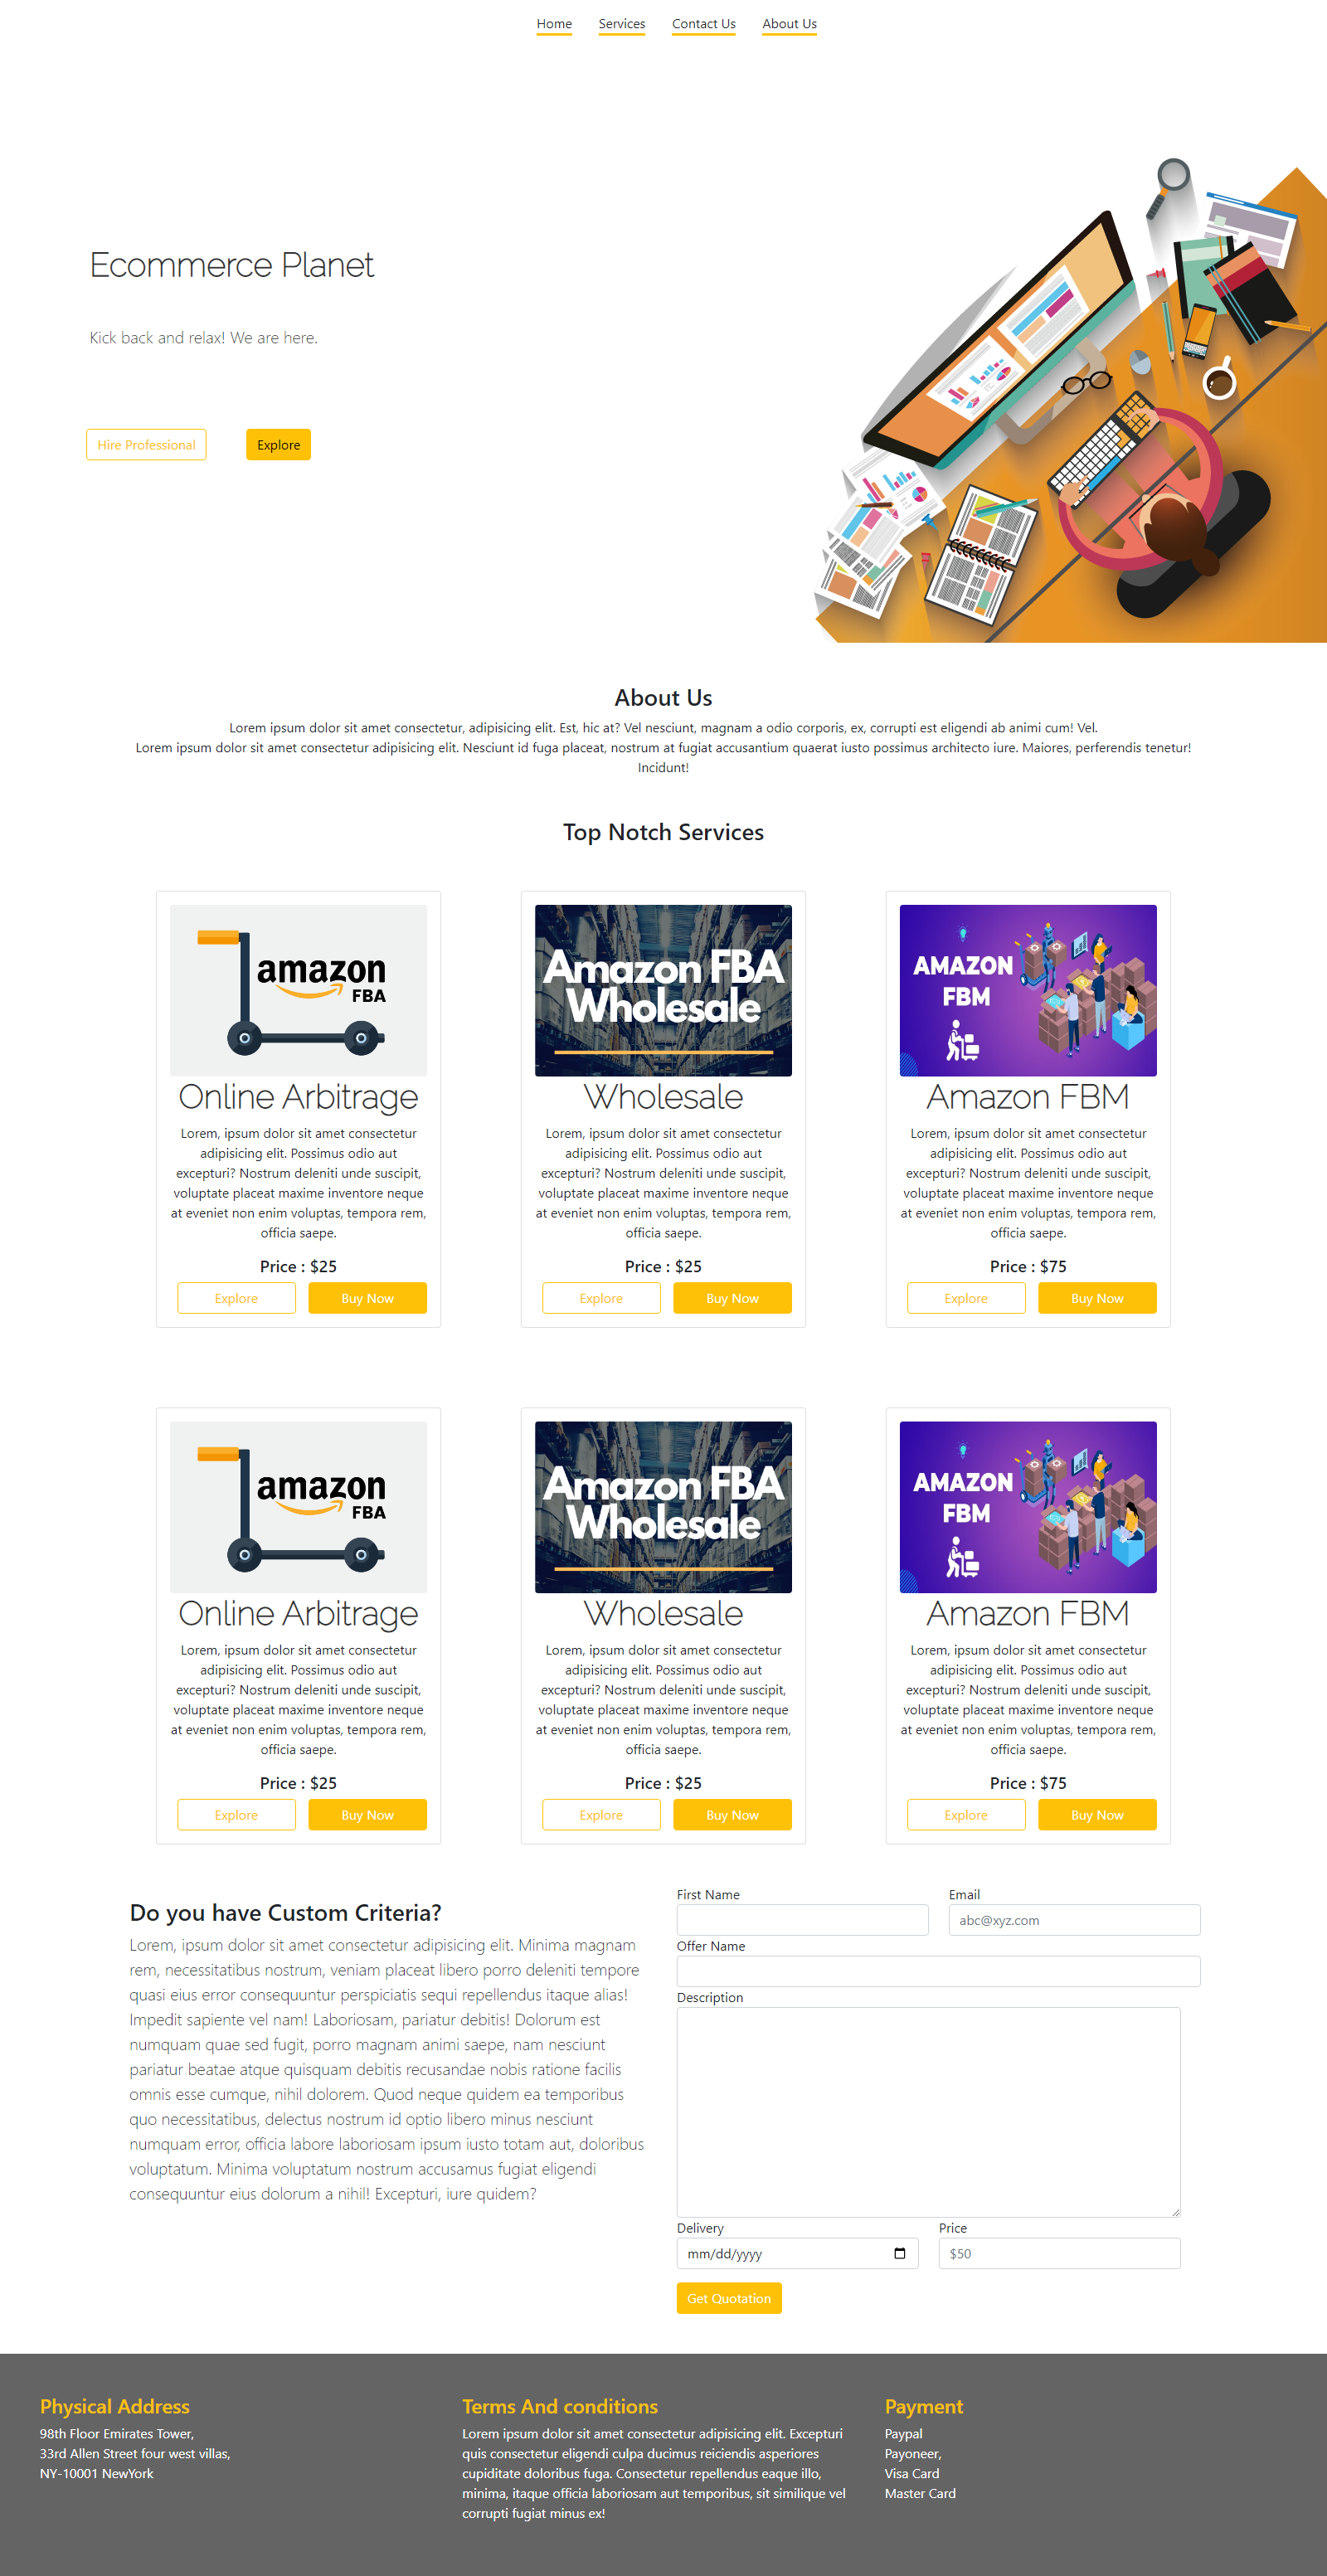 Home Services Contact Us About Us
Ecommerce Planet
Kick back and relax! We are here.
Hire Professional Explore
About Us
Lorem ipsum dolor sit amet consectetur, adipisicing elit. Est, hic at? Vel nesciunt, magnam a odio corporis, ex, corrupti est eligendi ab animi cum! Vel.
Lorem ipsum dolor sit amet consectetur adipisicing elit. Nesciunt id fuga placeat, nostrum at fugiat accusantium quaerat iusto possimus architecto iure. Maiores, perferendis tenetur!
Incidunt!
Top Notch Services
amazon
FBA
Online Arbitrage
Lorem, ipsum dolor sit amet consectetur
adipisicing elit. Possimus odio aut
excepturi? Nostrum deleniti unde suscipit,
voluptate placeat maxime inventore neque
at eveniet non enim voluptas, tempora rem,
officia saepe.
Price : $25
Explore Buy Now
Amazon FBA
Wholesale
Wholesale
Lorem, ipsum dolor sit amet consectetur
adipisicing elit. Possimus odio aut
excepturi? Nostrum deleniti unde suscipit,
voluptate placeat maxime inventore neque
at eveniet non enim voluptas, tempora rem,
officia saepe.
Price : $25
Explore Buy Now
AMAZON
FBM
Amazon FBM
Lorem, ipsum dolor sit amet consectetur
adipisicing elit. Possimus odio aut
excepturi? Nostrum deleniti unde suscipit,
voluptate placeat maxime inventore neque
at eveniet non enim voluptas, tempora rem,
officia saepe.
Price : $75
Explore Buy Now
amazon
FBA
Online Arbitrage
Lorem, ipsum dolor sit amet consectetur
adipisicing elit. Possimus odio aut
excepturi? Nostrum deleniti unde suscipit,
voluptate placeat maxime inventore neque
at eveniet non enim voluptas, tempora rem,
officia saepe.
Price : $25
Explore Buy Now
Amazon FBA
Wholesale
Wholesale
Lorem, ipsum dolor sit amet consectetur
adipisicing elit. Possimus odio aut
excepturi? Nostrum deleniti unde suscipit,
voluptate placeat maxime inventore neque
at eveniet non enim voluptas, tempora rem,
officia saepe.
Price : $25
Explore Buy Now
AMAZON
FBM
Amazon FBM
Lorem, ipsum dolor sit amet consectetur
adipisicing elit. Possimus odio aut
excepturi? Nostrum deleniti unde suscipit,
voluptate placeat maxime inventore neque
at eveniet non enim voluptas, tempora rem,
officia saepe.
Price : $75
Explore Buy Now
Do you have Custom Criteria?
Lorem, ipsum dolor sit amet consectetur adipisicing elit. Minima magnam
rem, necessitatibus nostrum, veniam placeat libero porro deleniti tempore
quasi eius error consequuntur perspiciatis sequi repellendus itaque alias!
Impedit sapiente vel nam! Laboriosam, pariatur debitis! Dolorum est
numquam quae sed fugit, porro magnam animi saepe, nam nesciunt
pariatur beatae atque quisquam debitis recusandae nobis ratione facilis
omnis esse cumque, nihil dolorem. Quod neque quidem ea temporibus
quo necessitatibus, delectus nostrum id optio libero minus nesciunt
numquam error, officia labore laboriosam ipsum iusto totam aut, doloribus
voluptatum. Minima voluptatum nostrum accusamus fugiat eligendi
consequuntur eius dolorum a nihil! Excepturi, iure quidem?
First Name Email
abc@xyz.com
Offer Name
Description
Delivery Price
mm/dd/yyyy $50
Get Quotation
Physical Address
98th Floor Emirates Tower,
33rd Allen Street four west villas,
NY-10001 NewYork
Terms And conditions
Lorem ipsum dolor sit amet consectetur adipisicing elit. Excepturi
quis consectetur eligendi culpa ducimus reiciendis asperiores
cupiditate doloribus fuga. Consectetur repellendus eaque illo,
minima, itaque officia laboriosam aut temporibus, sit similique vel
corrupti fugiat minus ex!
Payment
Paypal
Payoneer,
Visa Card
Master Card